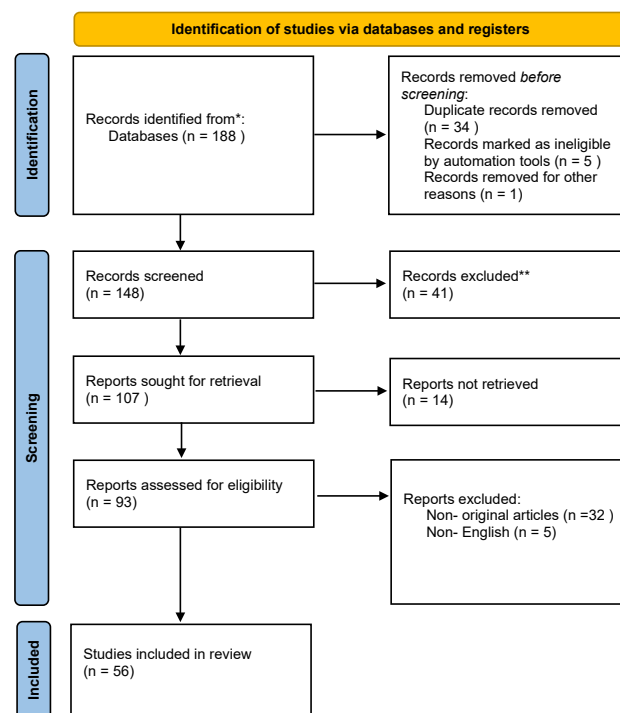 Identification of studies via databases and registers
Identification
Records identified from*:
Databases (n = 188 )
Records removed before
screening:
Duplicate records removed
(n = 34 )
Records marked as ineligible
by automation tools (n = 5 )
Records removed for other
reasons (n = 1)
Screening
Records screened
(n = 148)
Records excluded**
(n = 41)
Reports sought for retrieval
(n = 107 )
Reports not retrieved
(n = 14)
Reports assessed for eligibility
(n = 93)
Reports excluded:
Non- original articles (n =32 )
Non- English (n = 5)
Included
Studies included in review
(n = 56)